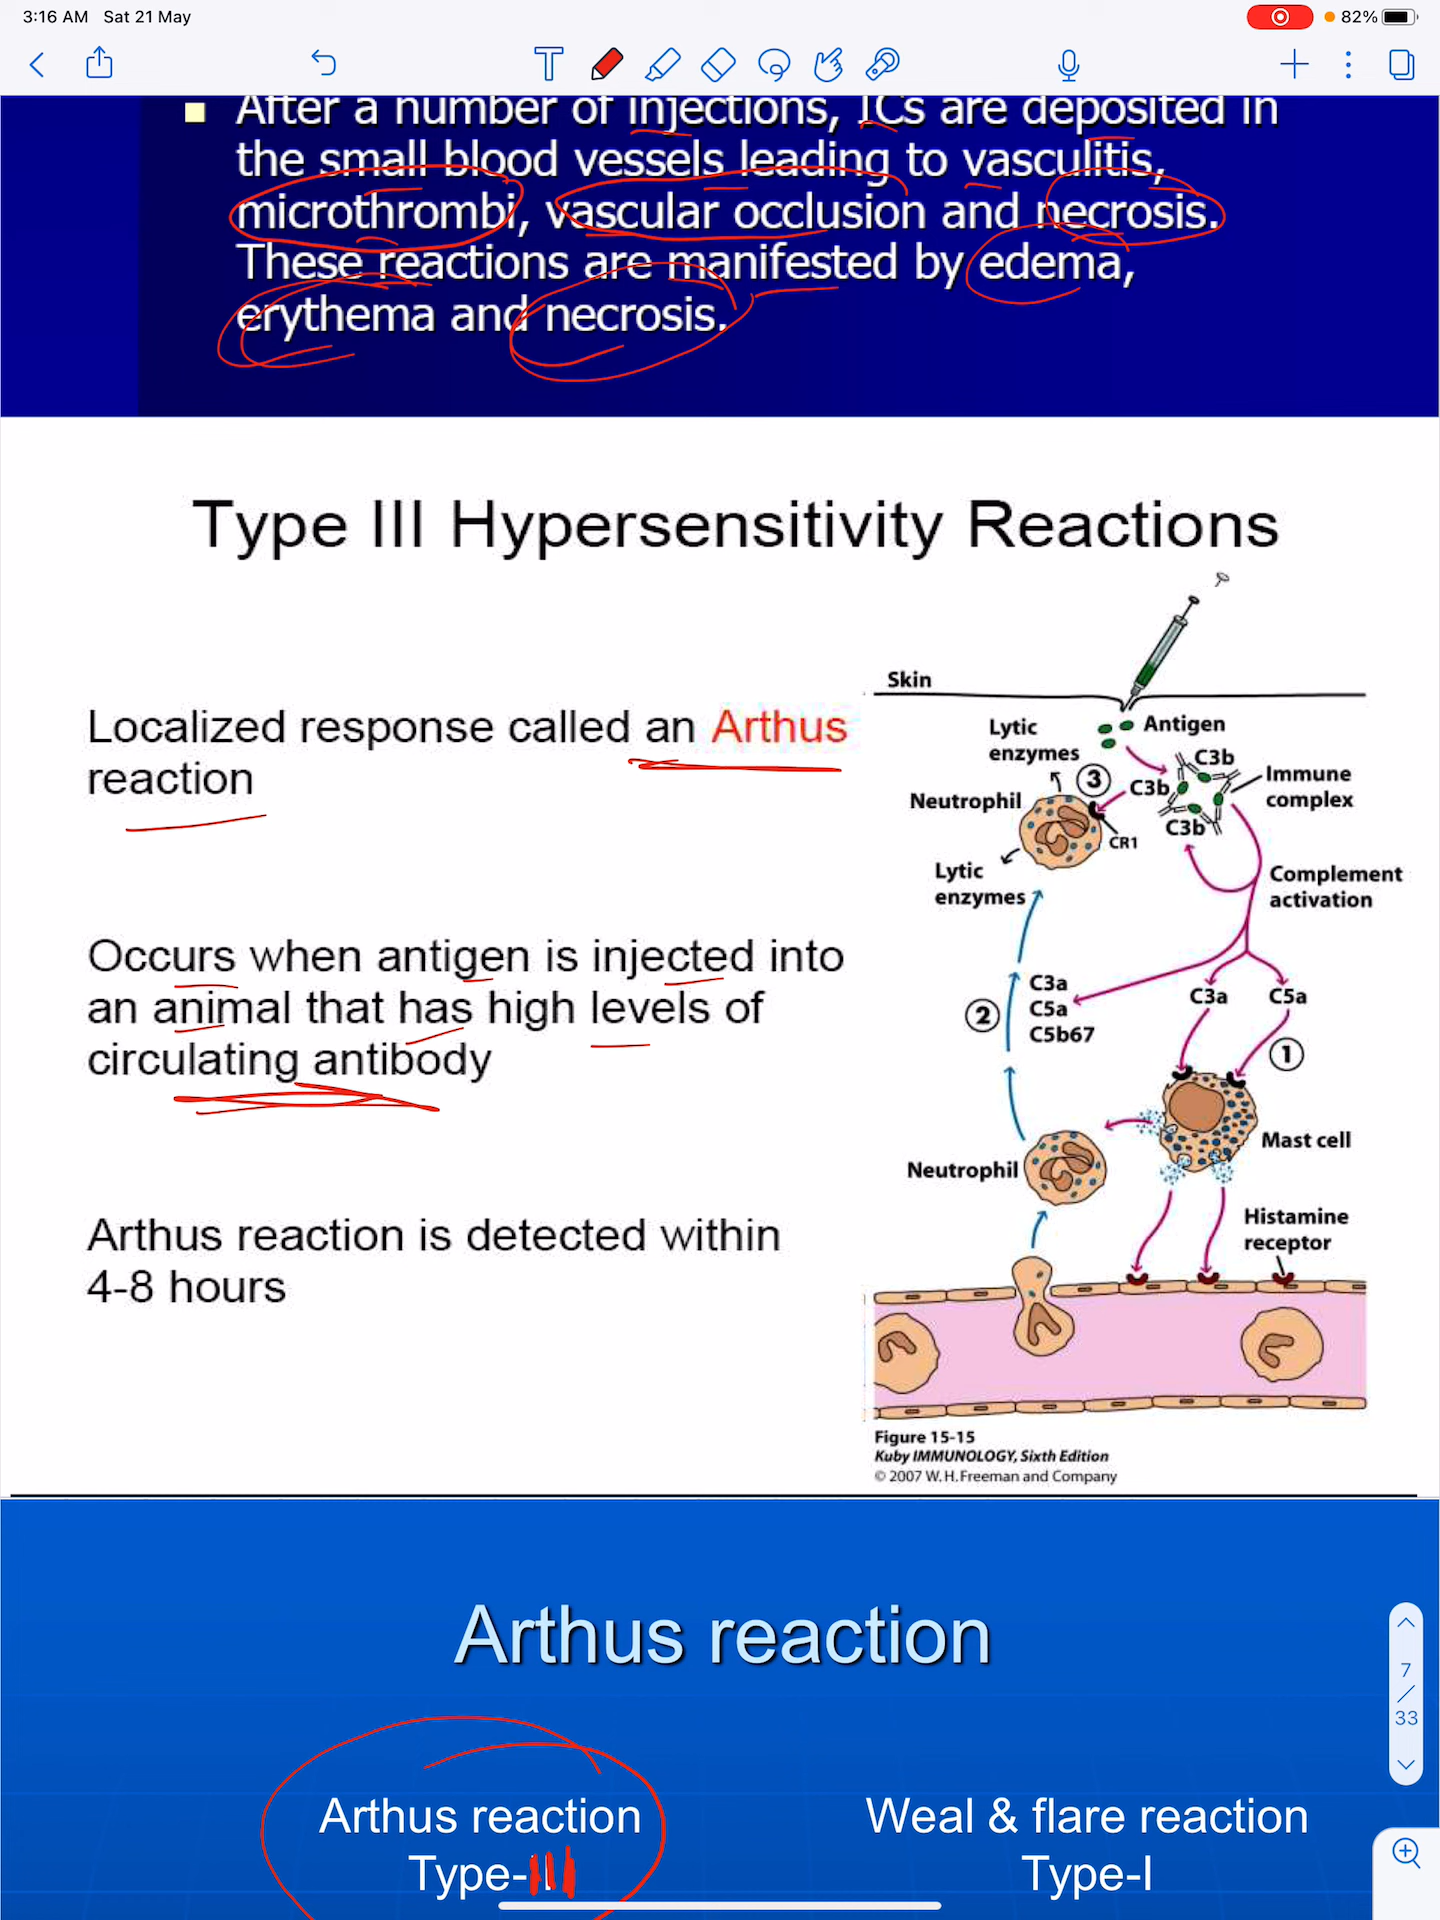 3:16 AM Sat 21 May
82%
T
After a number of injections, ICs are deposited in
the small blood vessels leading to vasculitis,
microthrombi, vascular occlusion and necrosis.
These reactions are manifested by edema,
erythema and necrosis.
Type III Hypersensitivity Reactions
Localized response called an Arthus
reaction
Occurs when antigen is injected into
an animal that has high levels of
circulating antibody
Arthus reaction is detected within
4-8 hours
Skin
Lytic
enzymes
Antigen
C3b
3
C3b
Immune
complex
Neutrophil
C3b
CR1
Lytic
enzymes
Complement
activation
C3a
C5a
C5b67
2
C3a
C5a
1
Mast cell
Neutrophil
Histamine
receptor
Figure 15-15
Kuby IMMUNOLOGY, Sixth Edition
© 2007 W. H. Freeman and Company
Arthus reaction
Arthus reaction
Type-III
Weal & flare reaction
Type-I
7
/
33